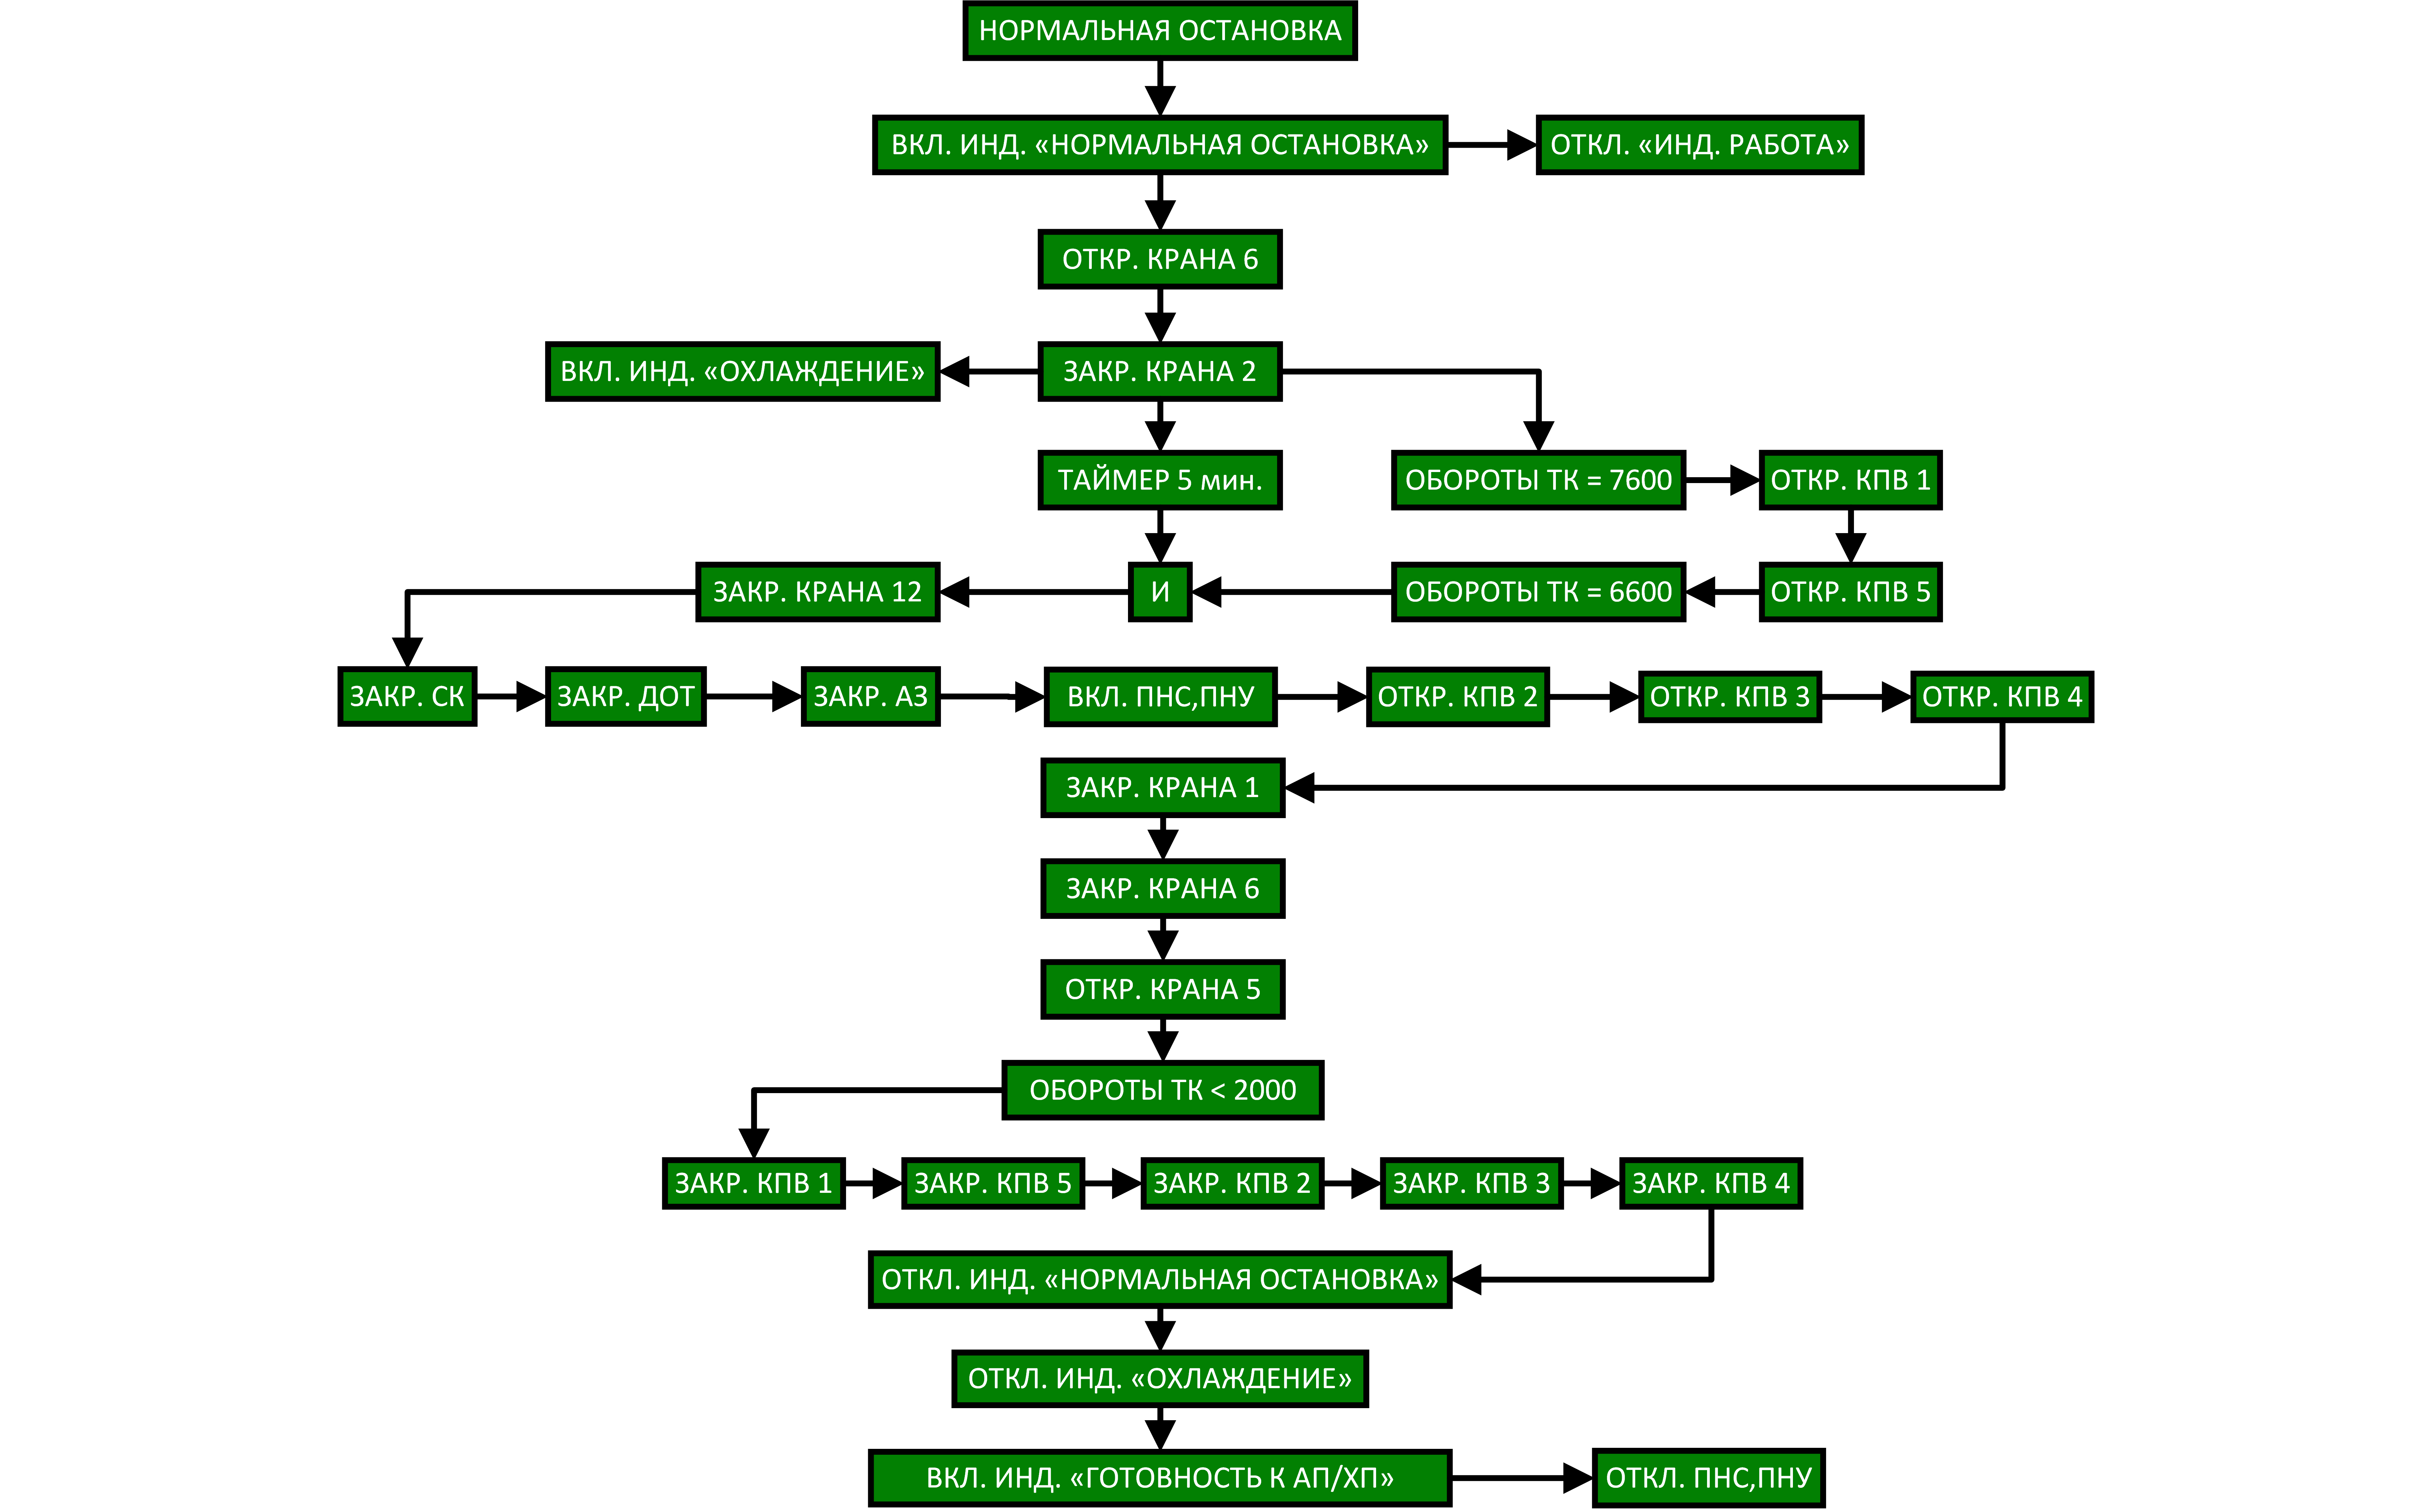 НОРМАЛЬНАЯ ОСТАНОВКА
ВКЛ. ИНД. «НОРМАЛЬНАЯ ОСТАНОВКА»
ОТКЛ. «ИНД. РАБОТА»
ОТКР. КРАНА 6
ВКЛ. ИНД. «ОХЛАЖДЕНИЕ»
ЗАКР. КРАНА 2
ТАЙМЕР 5 мин.
ОБОРОТЫ ТК = 7600
ОТКР. КПВ 1
ЗАКР. КРАНА 12
И
ОБОРОТЫ ТК = 6600
ОТКР. КПВ 5
ЗАКР. СК
ЗАКР. ДОТ
ЗАКР. АЗ
ВКЛ. ПНС,ПНУ
ОТКР. КПВ 2
ОТКР. КПВ 3
ОТКР. КПВ 4
ЗАКР. КРАНА 1
ЗАКР. КРАНА 6
ОТКР. КРАНА 5
ОБОРОТЫ ТК < 2000
ЗАКР. КПВ 1
ЗАКР. КПВ 5
ЗАКР. КПВ 2
ЗАКР. КПВ 3
ЗАКР. КПВ 4
ОТКЛ. ИНД. «НОРМАЛЬНАЯ ОСТАНОВКА»
ОТКЛ. ИНД. «ОХЛАЖДЕНИЕ»
ВКЛ. ИНД. «ГОТОВНОСТЬ К АП/ХП»
ОТКЛ. ПНС,ПНУ